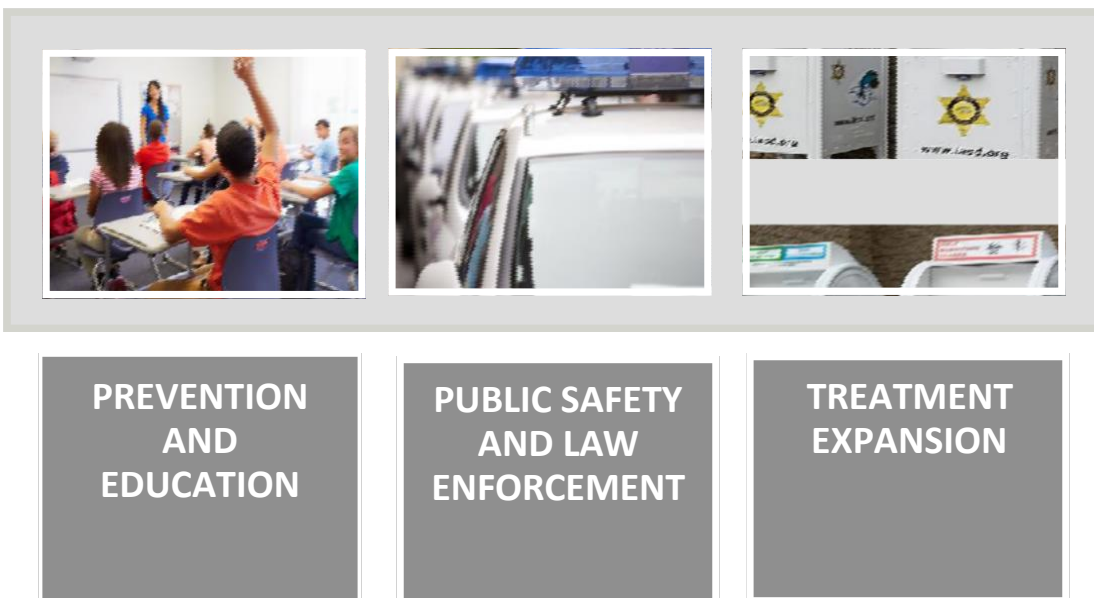 www.lasd.org
PREVENTION
AND
EDUCATION
PUBLIC SAFETY
AND LAW
ENFORCEMENT
TREATMENT
EXPANSION